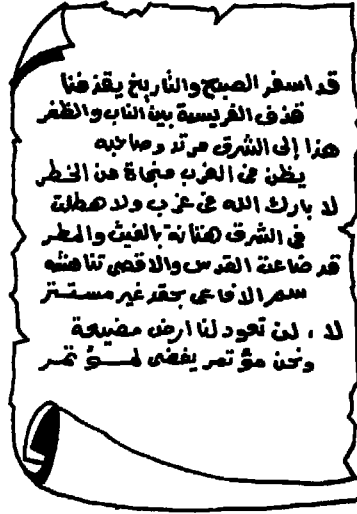 قد اسفر الصبح والتاريخ يقذفنا
قذف الفريسة بين الناب والظفر
هذا إلى الشرق مرتد وصاحبه
يظن في الغرب منجاة من الخطر
لا بارك الله في غرب ولا هطلت
في الشرق هتانة بالغيث والمطر
قد ضاعت القدس والاقصى تناهشه
سمر الافاعي بحقد غير مستتر
لا ، لن تعود لنا ارض مضيعة
ونحن مؤتمر يفضى لمؤتمر